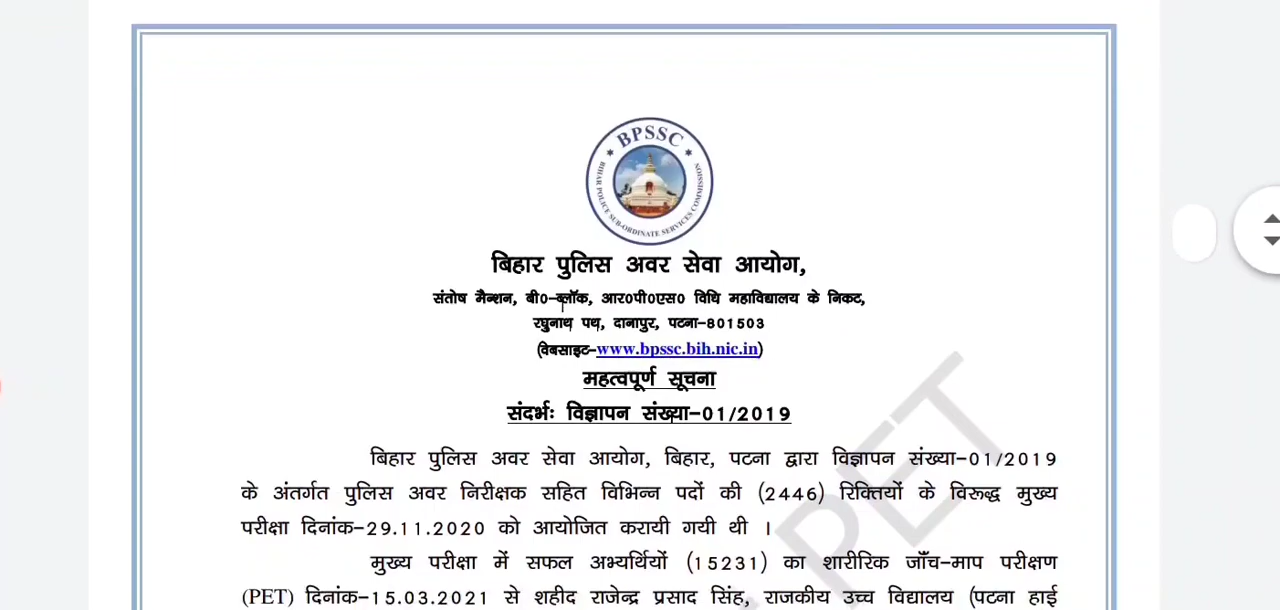 BPSSC
BIHAR POLICE SUB-ORDINATE SERVICES COMMISSION
बिहार पुलिस अवर सेवा आयोग,
संतोष मैन्शन, बी०-ब्लॉक, आर०पी०एस० विधि महाविद्यालय के निकट,
रघुनाथ पथ, दानापुर, पटना-801503
(वेबसाइट-www.bpssc.bih.nic.in)
महत्वपूर्ण सूचना
संदर्भः विज्ञापन संख्या-01/2019
बिहार पुलिस अवर सेवा आयोग, बिहार, पटना द्वारा विज्ञापन संख्या-01/2019
के अंतर्गत पुलिस अवर निरीक्षक सहित विभिन्न पदों की (2446) रिक्तियों के विरूद्ध मुख्य
परीक्षा दिनांक-29.11.2020 को आयोजित करायी गयी थी ।
मुख्य परीक्षा में सफल अभ्यर्थियों (15231) का शारीरिक जाँच-माप परीक्षण
(PET) दिनांक-15.03.2021 से शहीद राजेन्द्र प्रसाद सिंह, राजकीय उच्च विद्यालय (पटना हाई
PET